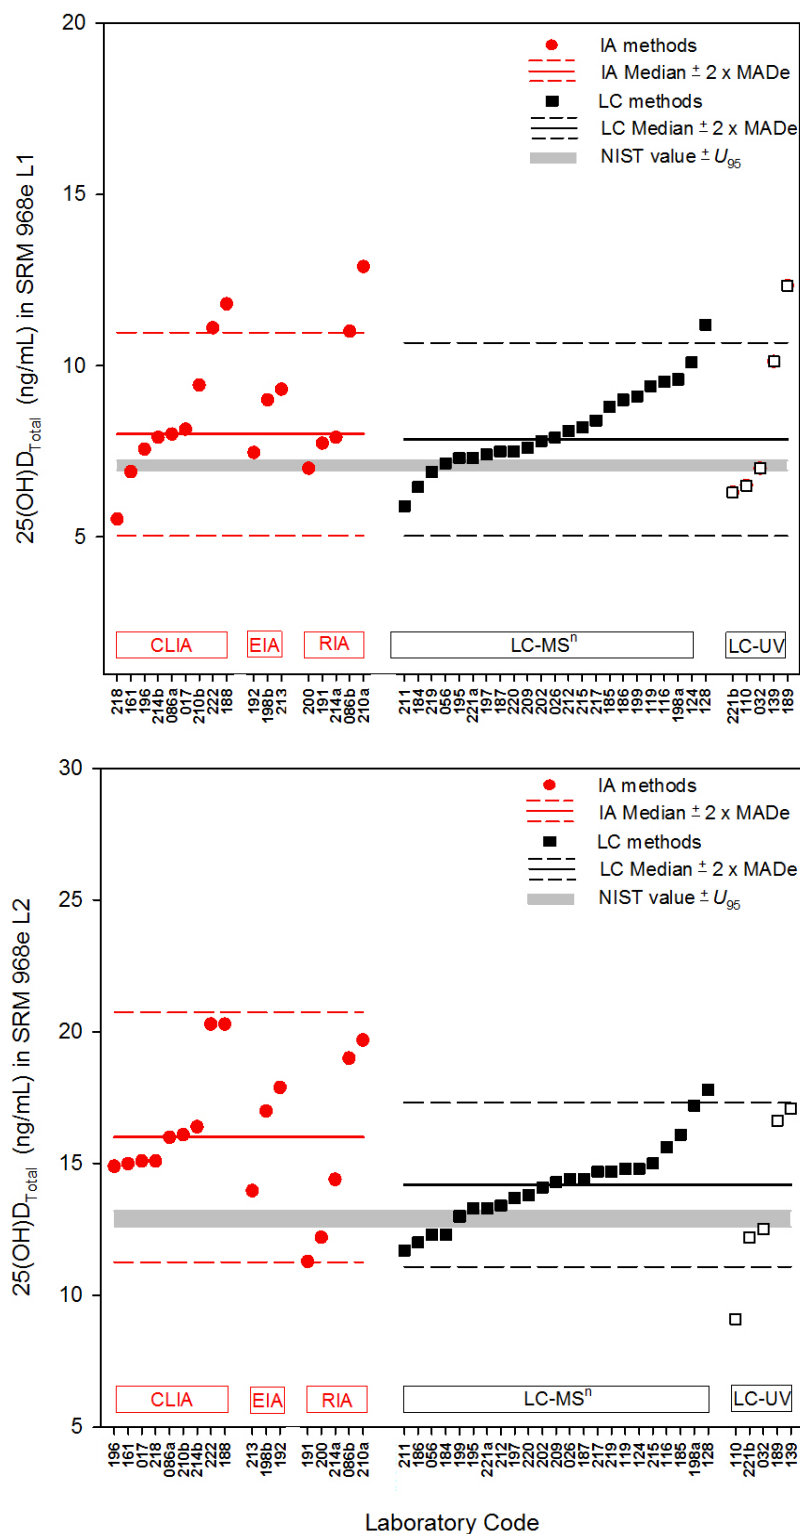 25(OH)D_Total (ng/mL) in SRM 968e L1
20
15
10
5
IA methods
IA Median ± 2 x MADe
LC methods
LC Median ± 2 x MADe
NIST value ± U95
CLIA EIA RIA LC-MSⁿ LC-UV
218 161 196 214b 086a 017 210b 222 188 192 198b 213 200 191 214a 086b 210a 211 184 219 056 195 221a 197 187 220 209 202 026 212 215 217 185 186 199 119 116 198a 124 128 221b 110 032 139 189
25(OH)D_Total (ng/mL) in SRM 968e L2
30
25
20
15
10
5
IA methods
IA Median ± 2 x MADe
LC methods
LC Median ± 2 x MADe
NIST value ± U95
CLIA EIA RIA LC-MSⁿ LC-UV
196 161 017 218 086a 210b 214b 222 188 213 198b 192 191 200 214a 086b 210a 211 186 056 184 199 195 221a 212 197 220 202 209 026 187 217 219 119 124 215 116 185 198a 128 110 221b 032 189 139
Laboratory Code